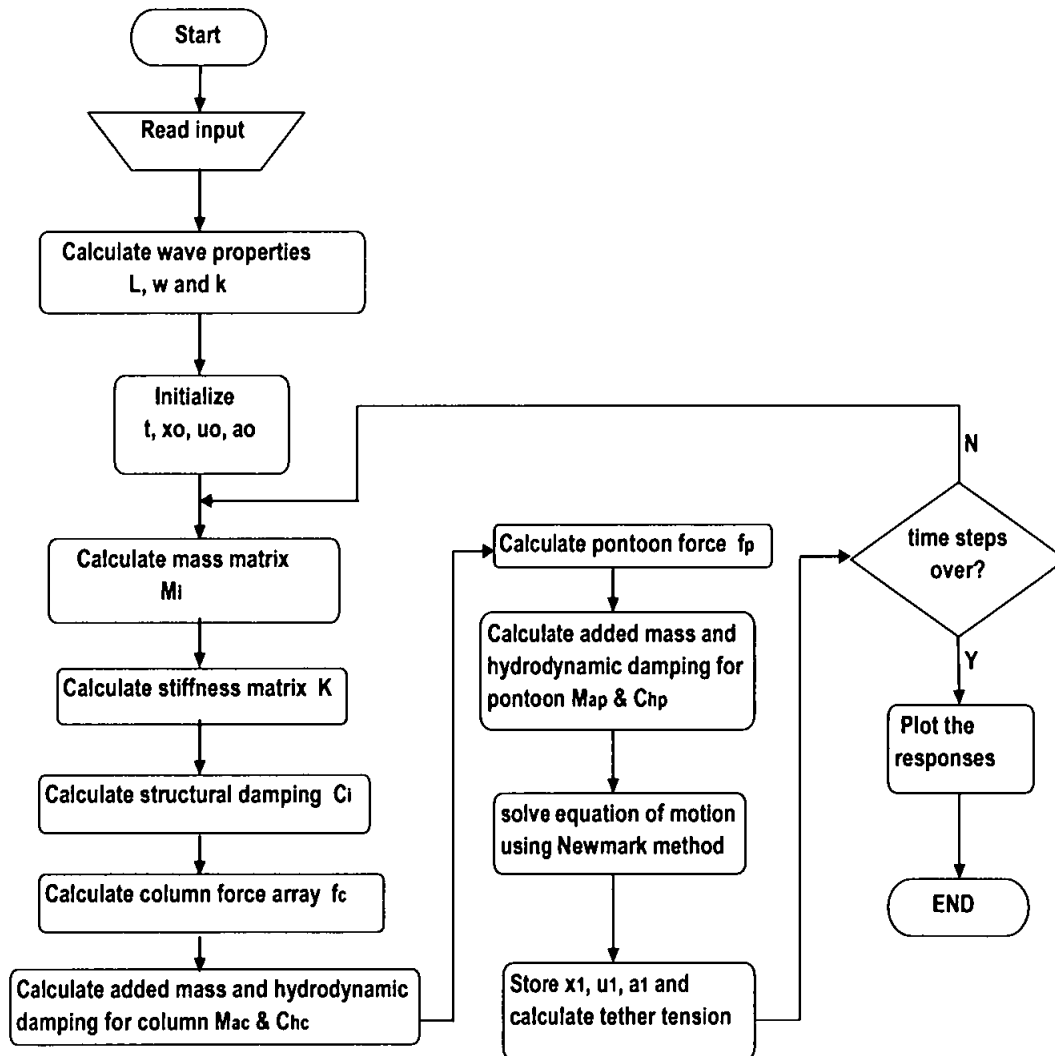 Start
Read input
Calculate wave properties
L, w and k
Initialize
t, xo, uo, ao
Calculate mass matrix
Mi
Calculate stiffness matrix K
Calculate structural damping Ci
Calculate column force array fc
Calculate added mass and hydrodynamic
damping for column Mac & Chc
Calculate pontoon force fp
Calculate added mass and
hydrodynamic damping for
pontoon Map & Chp
solve equation of motion
using Newmark method
Store x1, u1, a1 and
calculate tether tension
time steps
over?
N
Y
Plot the
responses
END